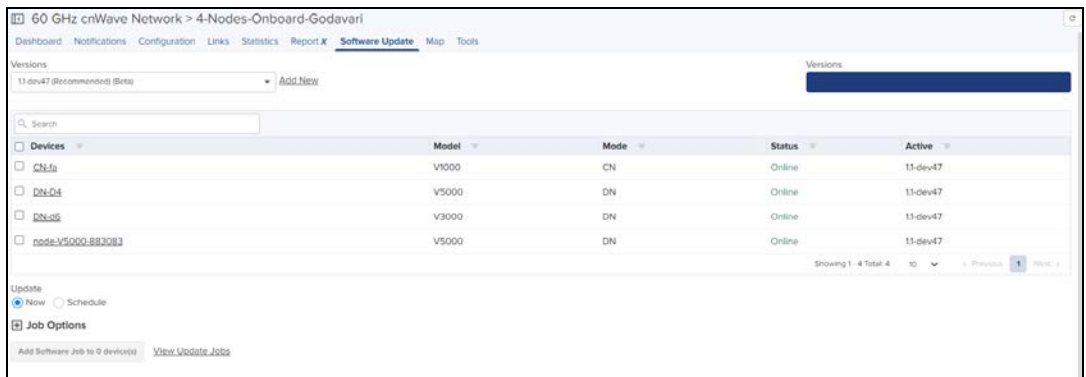 60 GHz cnWave Network > 4-Nodes-Onboard-Godavari
Dashboard Notifications Configuration Links Statistics Report X Software Update Map Tools
Versions Versions
1.1-dev47 (Recommended) (Beta) Add New
Search
Devices Model Mode Status Active
CN-fa V1000 CN Online 1.1-dev47
DN-D4 V5000 DN Online 1.1-dev47
DN-d6 V3000 DN Online 1.1-dev47
node-V5000-883083 V5000 DN Online 1.1-dev47
Showing 1 - 4 Total: 4 10 < Previous 1 Next >
Update
Now Schedule
Job Options
Add Software Job to 0 device(s) View Update Jobs